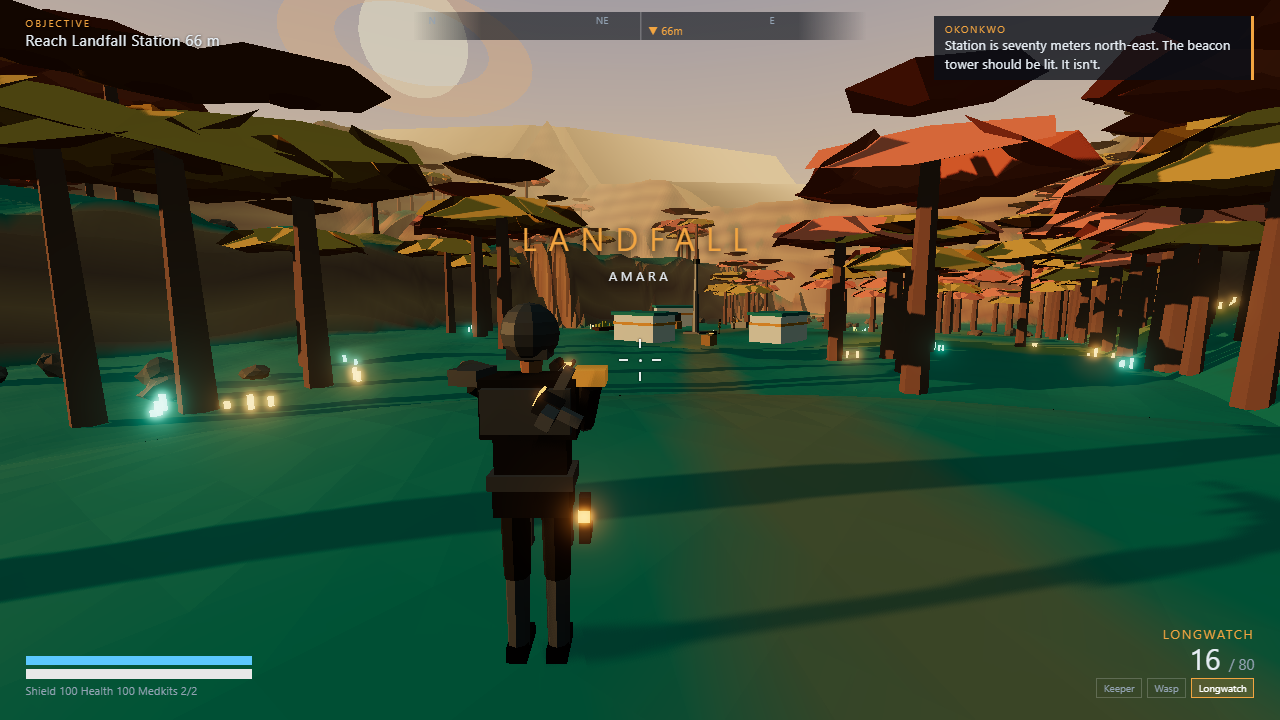 OBJECTIVE
Reach Landfall Station 66 m
NE
E
66m
OKONKWO
Station is seventy meters north-east. The beacon
tower should be lit. It isn't.
LANDFALL
AMARA
Shield 100 Health 100 Medkits 2/2
LONGWATCH
16 / 80
Keeper Wasp Longwatch